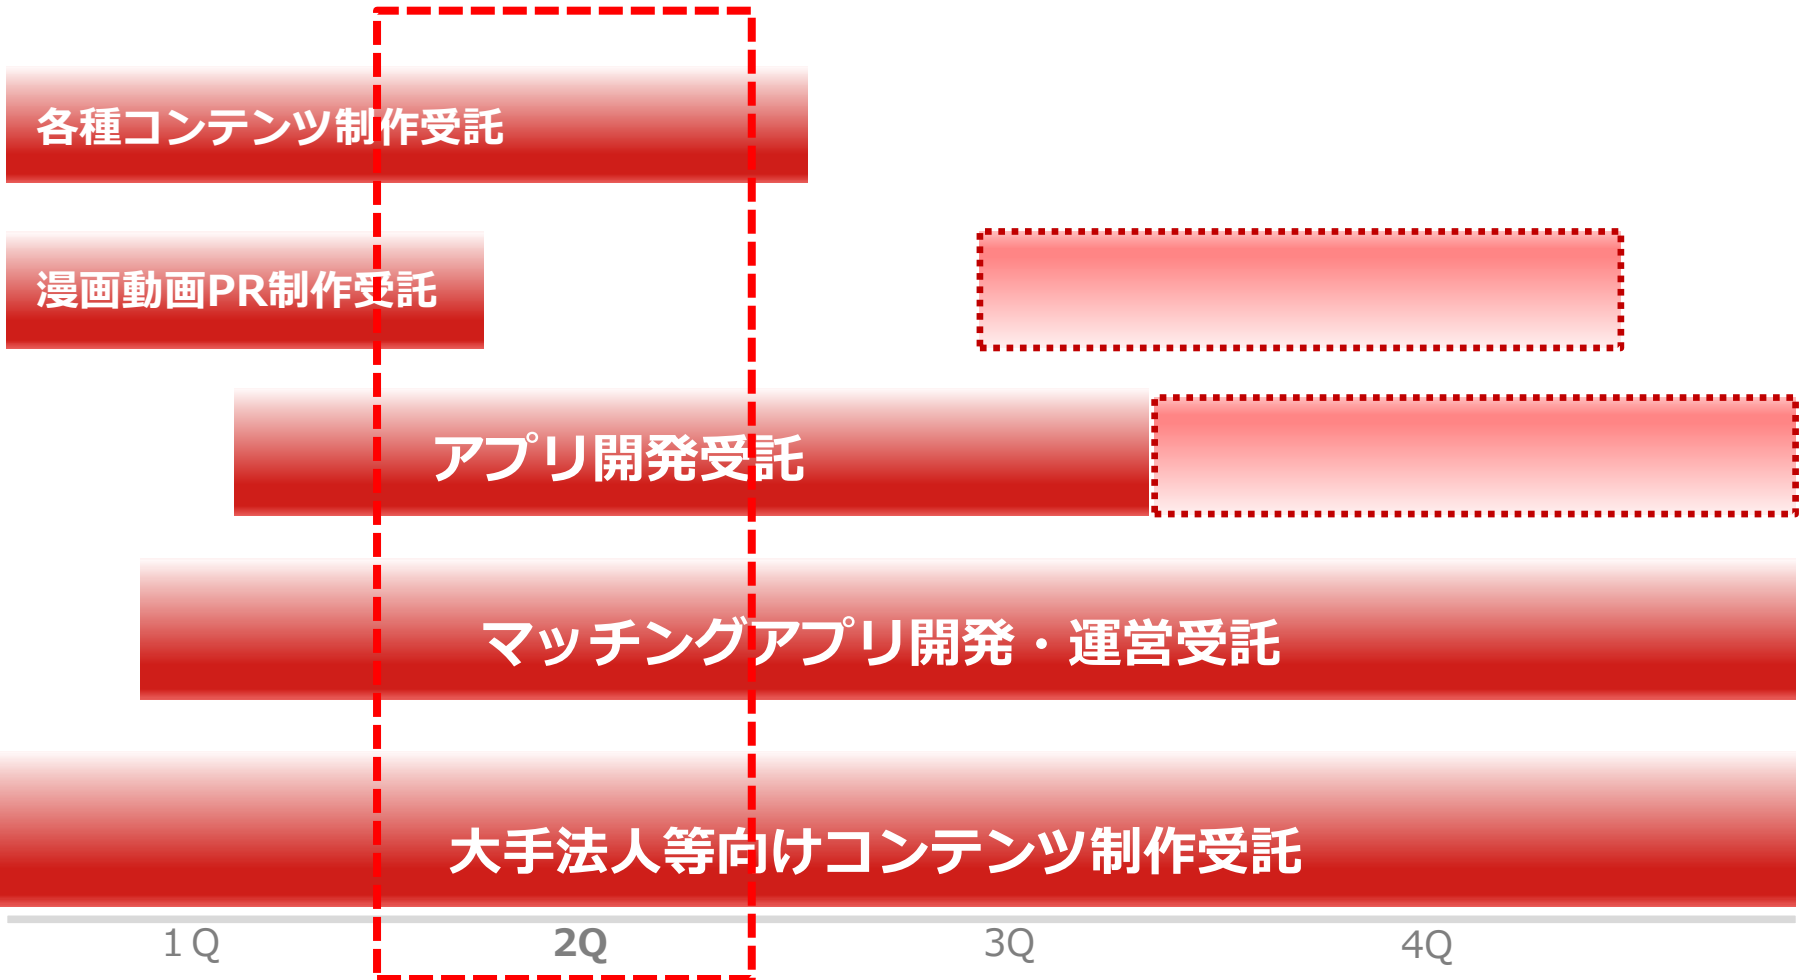 各種コンテンツ制作受託
漫画動画PR制作受託
アプリ開発受託
マッチングアプリ開発・運営受託
大手法人等向けコンテンツ制作受託
１Q 2Q 3Q 4Q